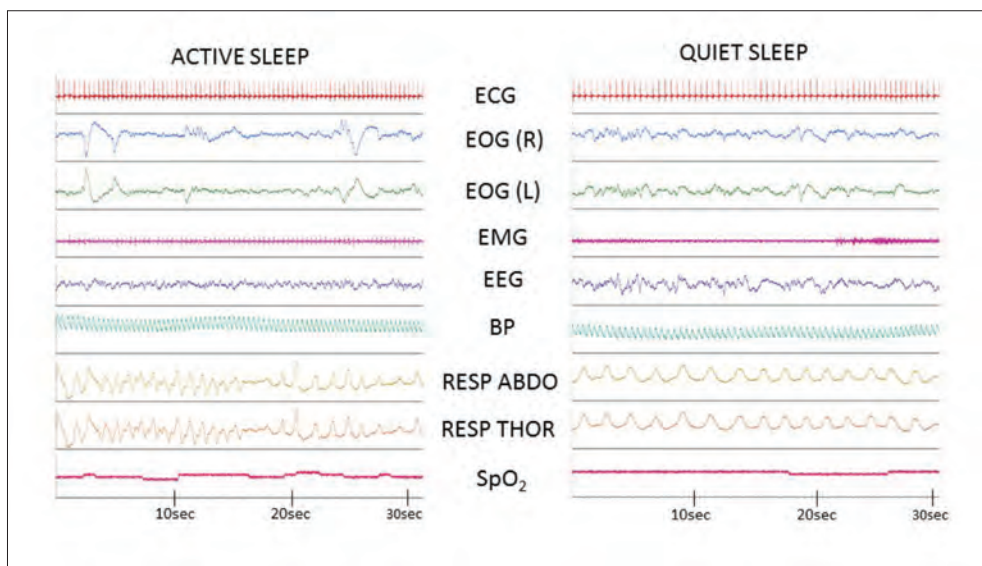 ACTIVE SLEEP
QUIET SLEEP
ECG
EOG (R)
EOG (L)
EMG
EEG
BP
RESP ABDO
RESP THOR
SpO₂
10sec 20sec 30sec
10sec 20sec 30sec